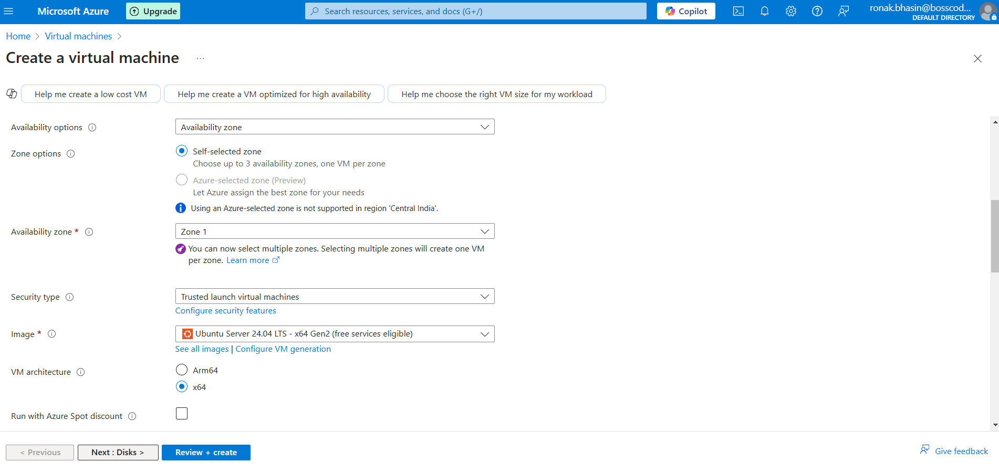 Microsoft Azure
Upgrade
Search resources, services, and docs (G+/)
Copilot
ronak.bhasin@bosscod...
DEFAULT DIRECTORY
Home > Virtual machines >
Create a virtual machine ...
Help me create a low cost VM
Help me create a VM optimized for high availability
Help me choose the right VM size for my workload
Availability options
Availability zone
Zone options
Self-selected zone
Choose up to 3 availability zones, one VM per zone
Azure-selected zone (Preview)
Let Azure assign the best zone for your needs
Using an Azure-selected zone is not supported in region 'Central India'.
Availability zone *
Zone 1
You can now select multiple zones. Selecting multiple zones will create one VM
per zone. Learn more
Security type
Trusted launch virtual machines
Configure security features
Image *
Ubuntu Server 24.04 LTS - x64 Gen2 (free services eligible)
See all images | Configure VM generation
VM architecture
Arm64
x64
Run with Azure Spot discount
< Previous
Next : Disks >
Review + create
Give feedback